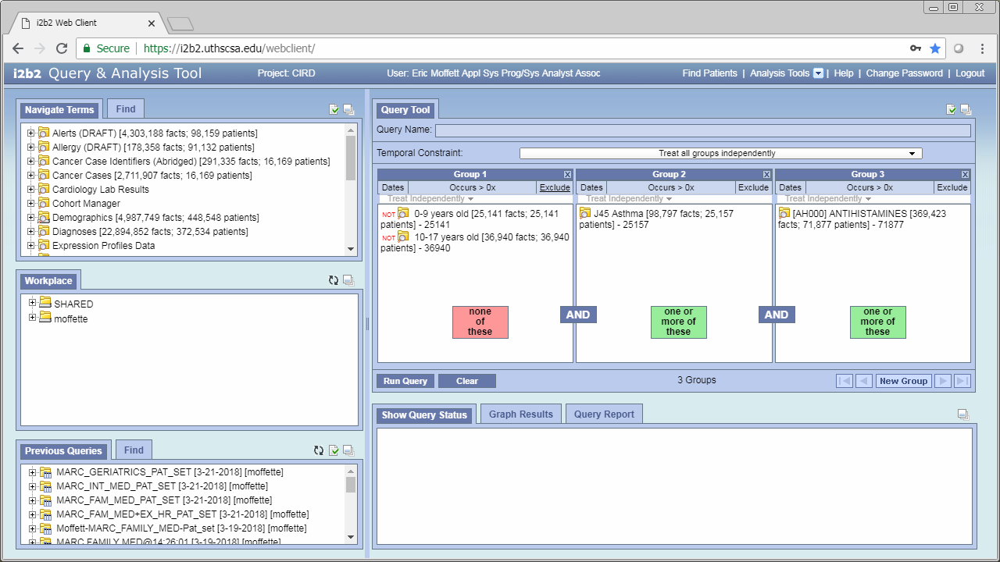 i2b2 Web Client
Secure https://i2b2.uthscsa.edu/webclient/
i2b2 Query & Analysis Tool
Project: CIRD
User: Eric Moffett Appl Sys Prog/Sys Analyst Assoc
Find Patients | Analysis Tools | Help | Change Password | Logout
Navigate Terms
Find
Alerts (DRAFT) [4,303,188 facts; 98,159 patients]
Allergy (DRAFT) [178,358 facts; 91,132 patients]
Cancer Case Identifiers (Abridged) [291,335 facts; 16,169 patients]
Cancer Cases [2,711,907 facts; 16,169 patients]
Cardiology Lab Results
Cohort Manager
Demographics [4,987,749 facts; 448,548 patients]
Diagnoses [22,894,852 facts; 372,534 patients]
Expression Profiles Data
Workplace
SHARED
moffette
Previous Queries
Find
MARC_GERIATRICS_PAT_SET [3-21-2018] [moffette]
MARC_INT_MED_PAT_SET [3-21-2018] [moffette]
MARC_FAM_MED_PAT_SET [3-21-2018] [moffette]
MARC_FAM_MED+EX_HR_PAT_SET [3-21-2018] [moffette]
Moffett-MARC_FAMILY_MED-Pat_set [3-19-2018] [moffette]
MARC FAMILY MED@14:26:01 [3-19-2018] [moffette]
Query Tool
Query Name:
Temporal Constraint:
Treat all groups independently
Group 1
Dates
Occurs > 0x
Exclude
Treat Independently
NOT 0-9 years old [25,141 facts; 25,141
patients] - 25141
NOT 10-17 years old [36,940 facts; 36,940
patients] - 36940
none
of
these
AND
Group 2
Dates
Occurs > 0x
Exclude
Treat Independently
J45 Asthma [98,797 facts; 25,157
patients] - 25157
one or
more of
these
AND
Group 3
Dates
Occurs > 0x
Exclude
Treat Independently
[AH000] ANTIHISTAMINES [369,423
facts; 71,877 patients] - 71877
one or
more of
these
Run Query
Clear
3 Groups
New Group
Show Query Status
Graph Results
Query Report